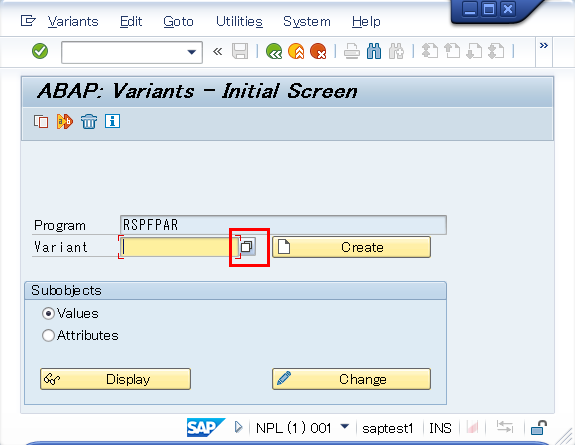 Variants Edit Goto Utilities System Help
«
»
ABAP: Variants - Initial Screen
Program RSPFPAR
Variant Create
Subobjects
Values
Attributes
Display Change
SAP NPL (1) 001 saptest1 INS